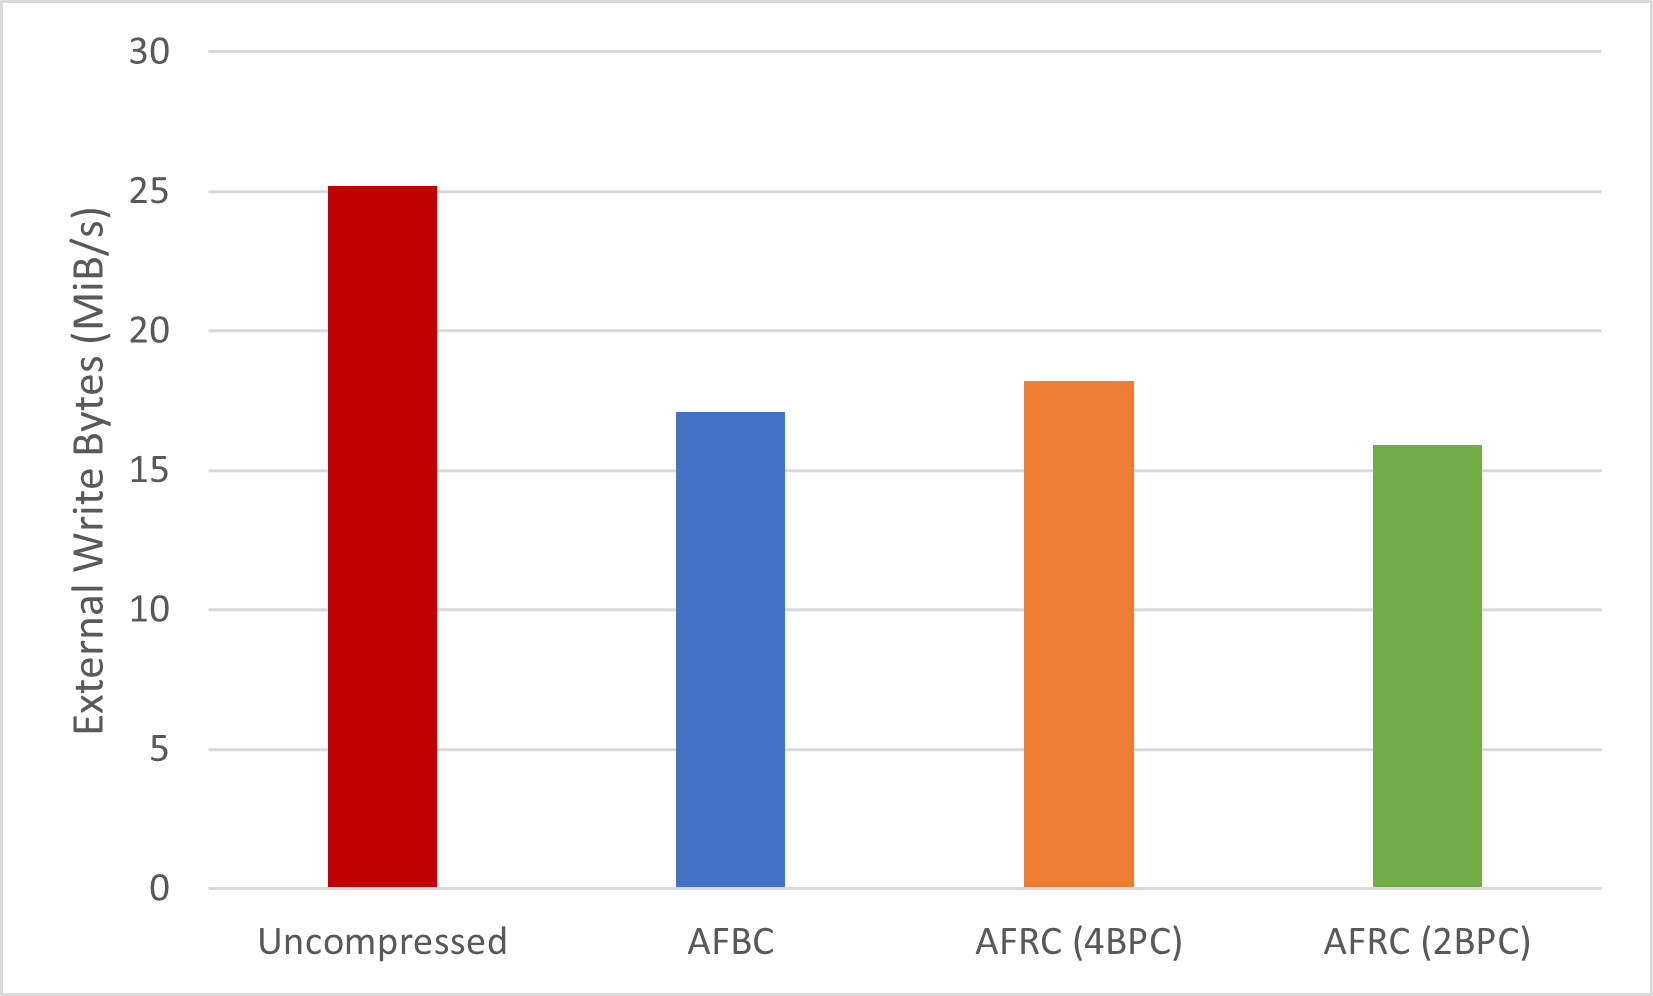 External Write Bytes (MiB/s)
30
25
20
15
10
5
0
Uncompressed
AFBC
AFRC (4BPC)
AFRC (2BPC)